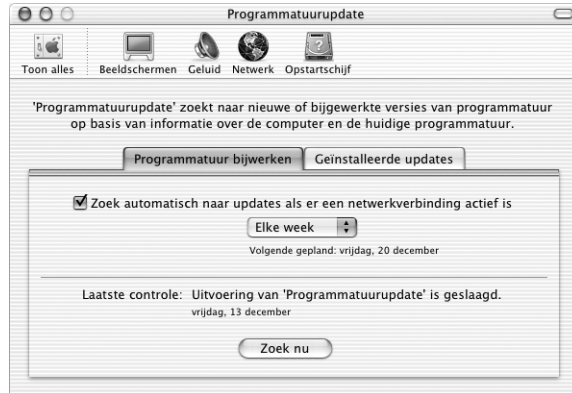 Programmatuurupdate
Toon alles Beeldschermen Geluid Netwerk Opstartschijf
'Programmatuurupdate' zoekt naar nieuwe of bijgewerkte versies van programmatuur
op basis van informatie over de computer en de huidige programmatuur.
Programmatuur bijwerken Geïnstalleerde updates
Zoek automatisch naar updates als er een netwerkverbinding actief is
Elke week
Volgende gepland: vrijdag, 20 december
Laatste controle: Uitvoering van 'Programmatuurupdate' is geslaagd.
vrijdag, 13 december
Zoek nu